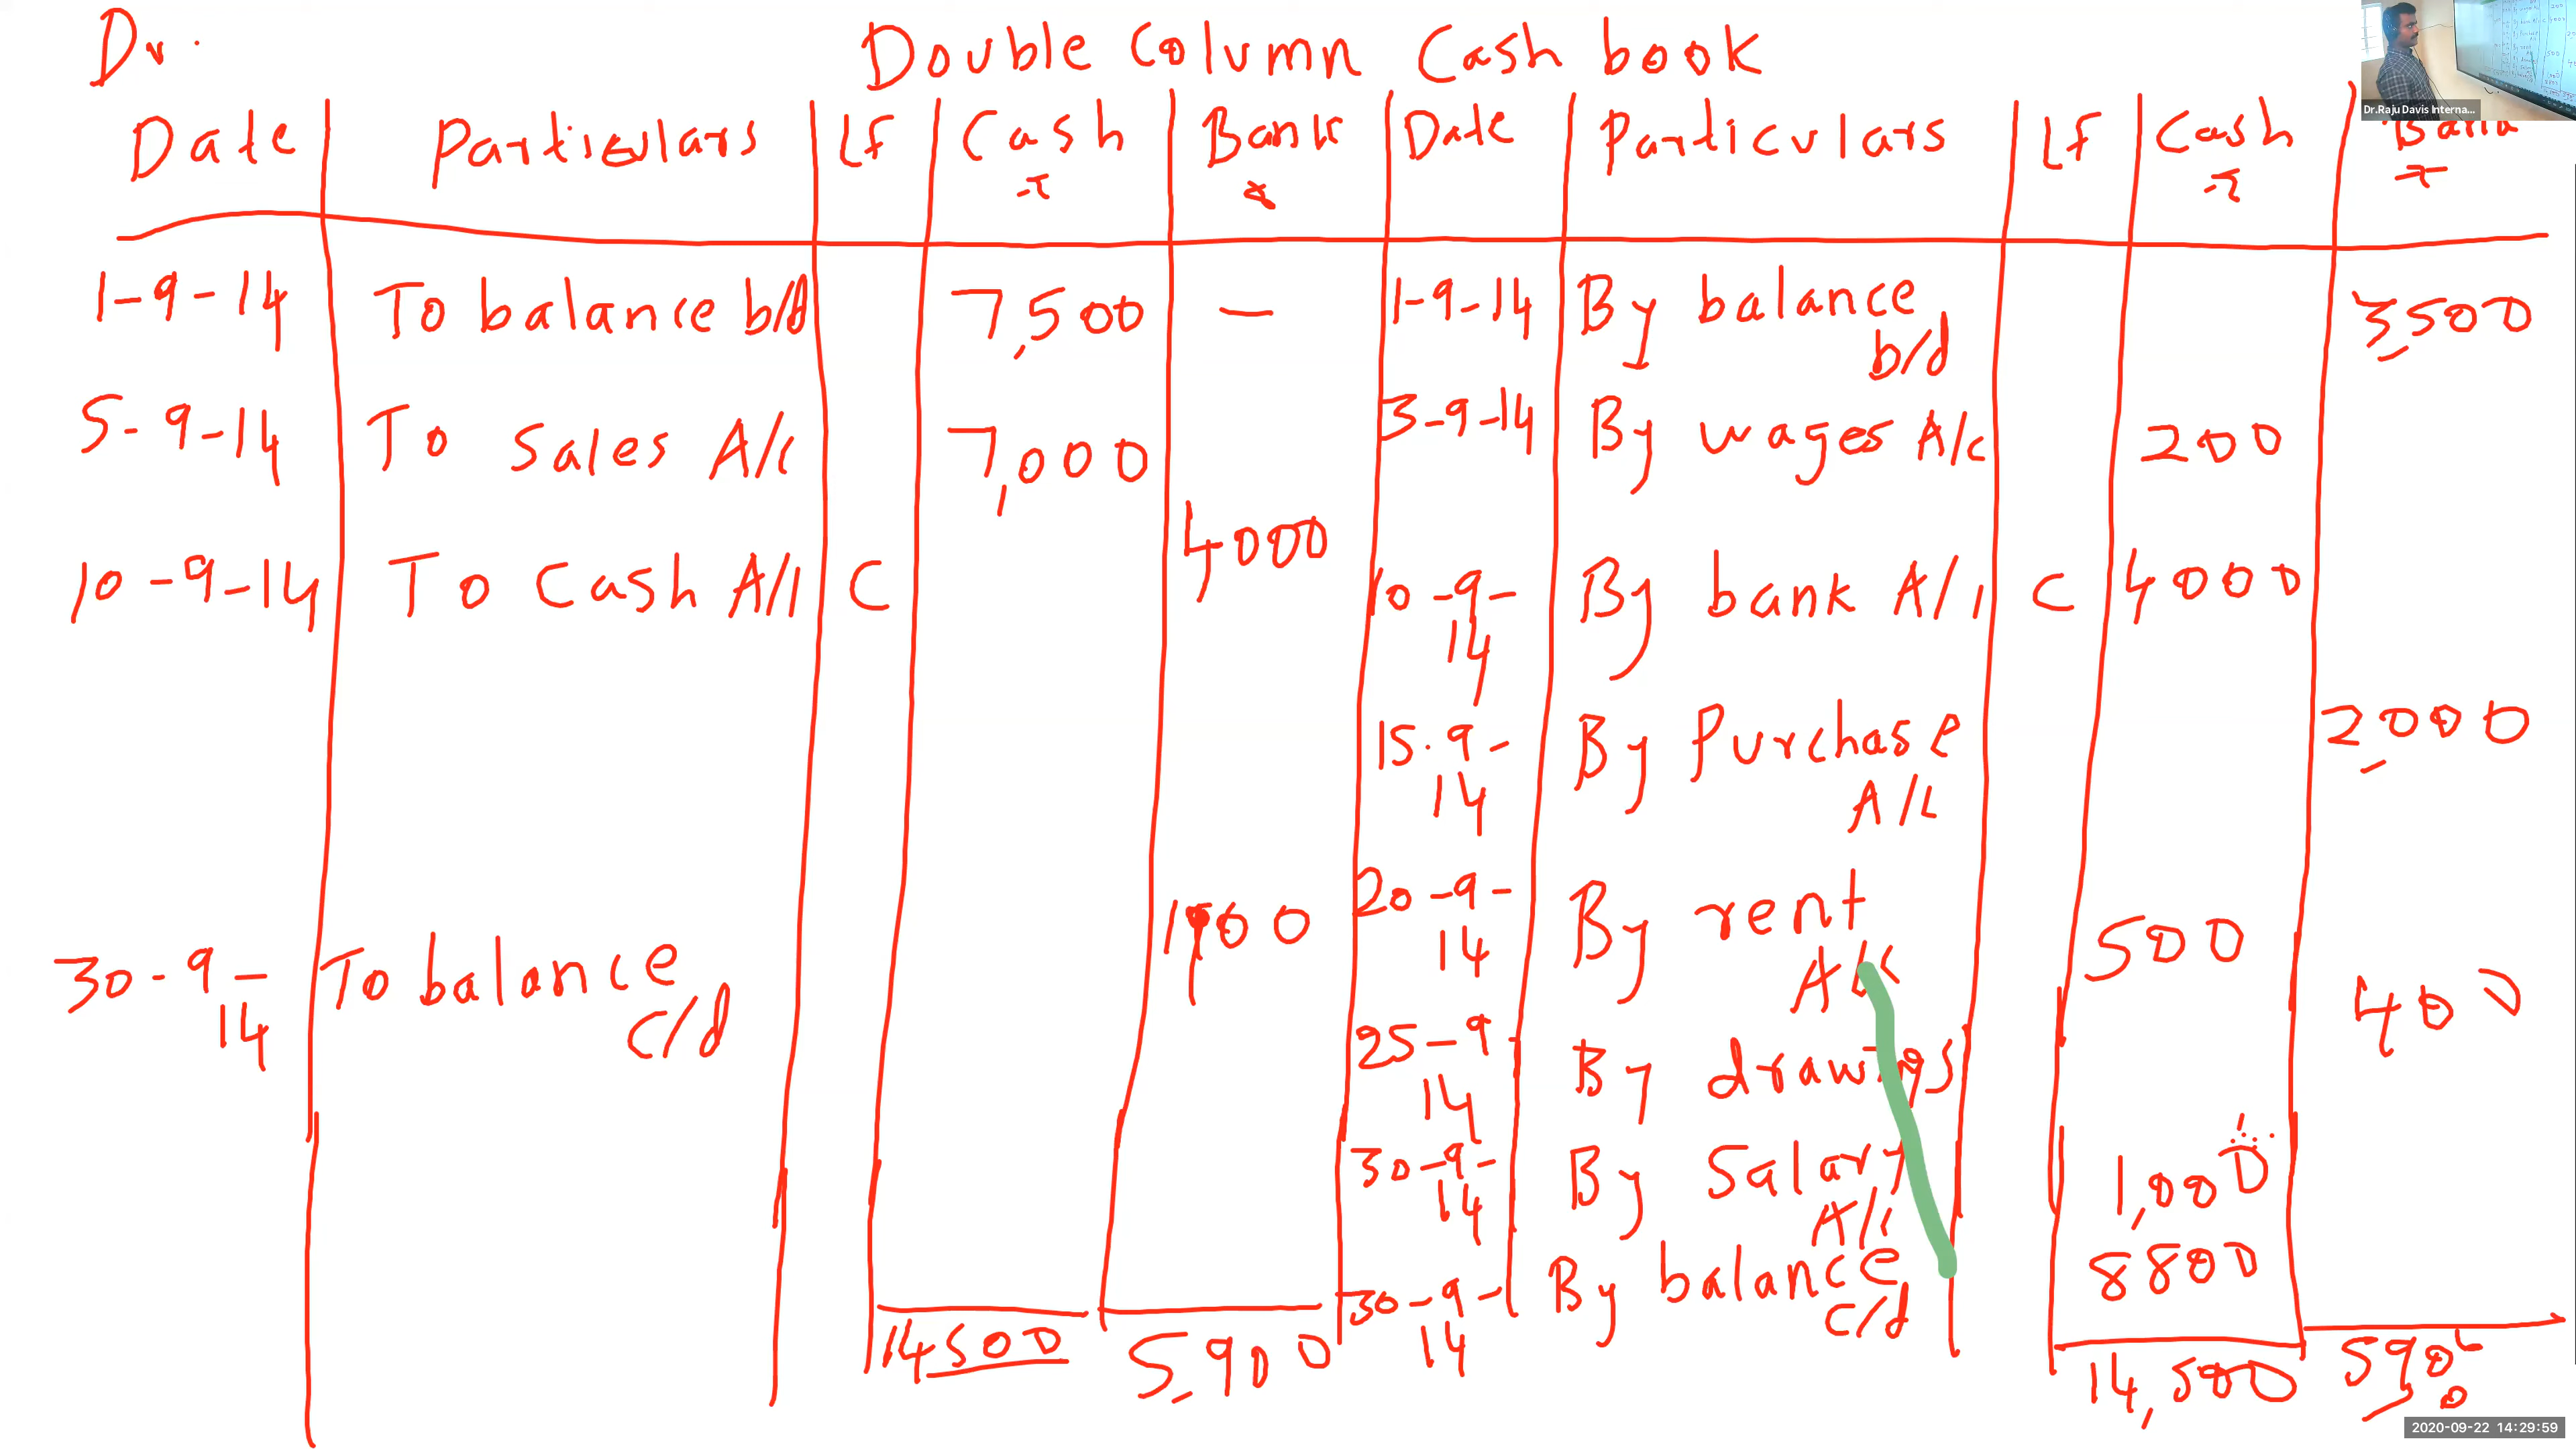 Dr.
Double Column Cash book
Dr.Raju Davis Interna...
Date Particulars LF Cash Bank Date Particulars LF Cash Bank
1-9-14 To balance b/d 7,500 — 1-9-14 By balance b/d 3,500
5-9-14 To Sales A/c 7,000 3-9-14 By wages A/c 200
10-9-14 To Cash A/c C 4000 10-9-14 By bank A/c C 4000
15.9-14 By Purchase A/c 2,000
30-9-14 To balance c/d 1900 20-9-14 By rent A/c 500
25-9-14 By drawings 400
30-9-14 By Salary A/c 1,000
30-9-14 By balance c/d 8800
14500 5,900 14,500 5900
2020-09-22 14:29:59